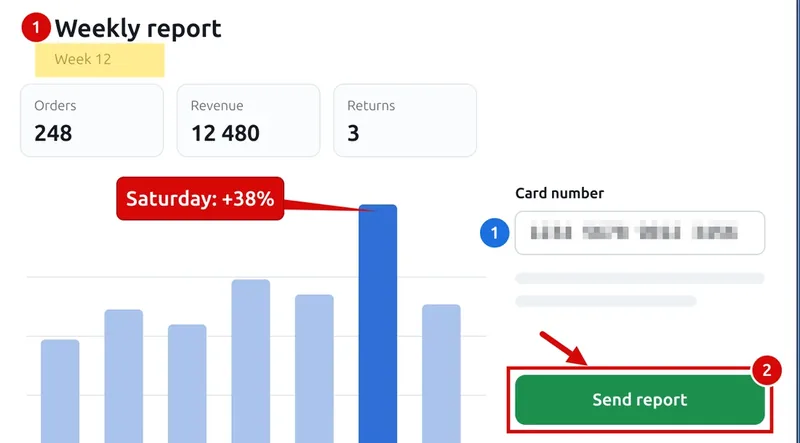 1 Weekly report
Week 12
Orders
248
Revenue
12 480
Returns
3
Saturday: +38%
Card number
1
2
Send report